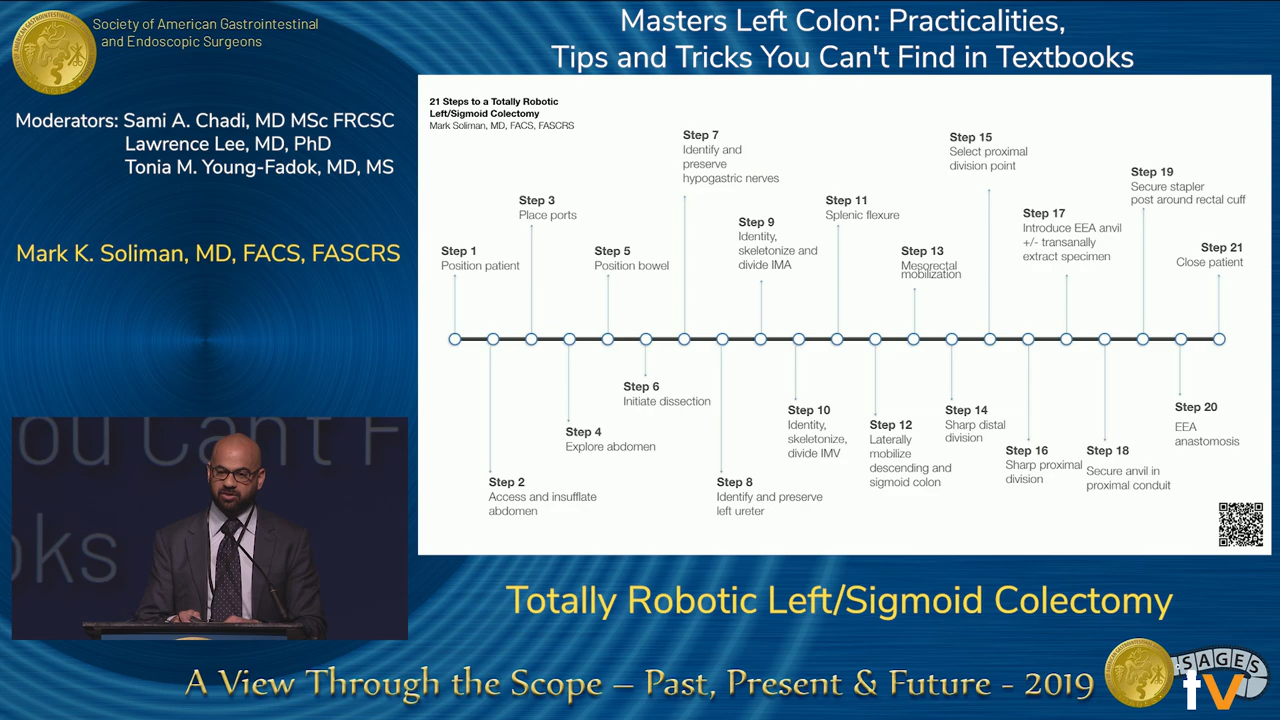 Society of American Gastrointestinal
and Endoscopic Surgeons
Masters Left Colon: Practicalities,
Tips and Tricks You Can't Find in Textbooks
Moderators: Sami A. Chadi, MD MSc FRCSC
Lawrence Lee, MD, PhD
Tonia M. Young-Fadok, MD, MS
Mark K. Soliman, MD, FACS, FASCRS
21 Steps to a Totally Robotic
Left/Sigmoid Colectomy
Mark Soliman, MD, FACS, FASCRS
Step 1
Position patient
Step 2
Access and insufflate
abdomen
Step 3
Place ports
Step 4
Explore abdomen
Step 5
Position bowel
Step 6
Initiate dissection
Step 7
Identify and
preserve
hypogastric nerves
Step 8
Identify and preserve
left ureter
Step 9
Identity,
skeletonize and
divide IMA
Step 10
Identity,
skeletonize,
divide IMV
Step 11
Splenic flexure
Step 12
Laterally
mobilize
descending and
sigmoid colon
Step 13
Mesorectal
mobilization
Step 14
Sharp distal
division
Step 15
Select proximal
division point
Step 16
Sharp proximal
division
Step 17
Introduce EEA anvil
+/- transanally
extract specimen
Step 18
Secure anvil in
proximal conduit
Step 19
Secure stapler
post around rectal cuff
Step 20
EEA
anastomosis
Step 21
Close patient
ou Can't F
oks
Totally Robotic Left/Sigmoid Colectomy
A View Through the Scope – Past, Present & Future - 2019
SAGES
tv